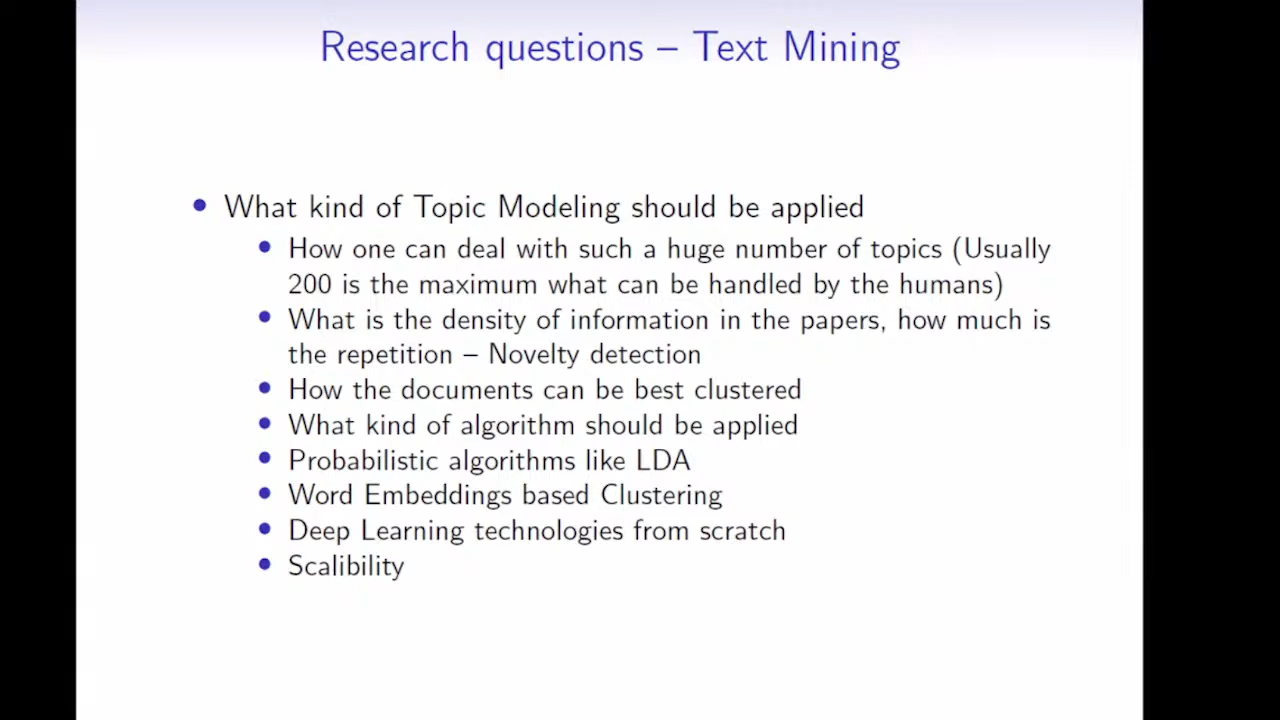 Research questions – Text Mining
• What kind of Topic Modeling should be applied
• How one can deal with such a huge number of topics (Usually
200 is the maximum what can be handled by the humans)
• What is the density of information in the papers, how much is
the repetition – Novelty detection
• How the documents can be best clustered
• What kind of algorithm should be applied
• Probabilistic algorithms like LDA
• Word Embeddings based Clustering
• Deep Learning technologies from scratch
• Scalibility